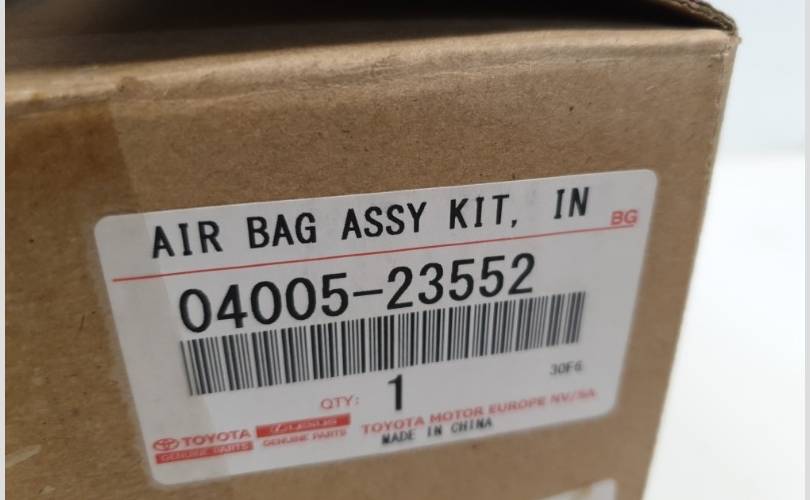 AIR BAG ASSY KIT, IN
BG
04005-23552
30F6
QTY: 1
TOYOTA
GENUINE PARTS
LEXUS
GENUINE PARTS
TOYOTA MOTOR EUROPE NV/SA
MADE IN CHINA